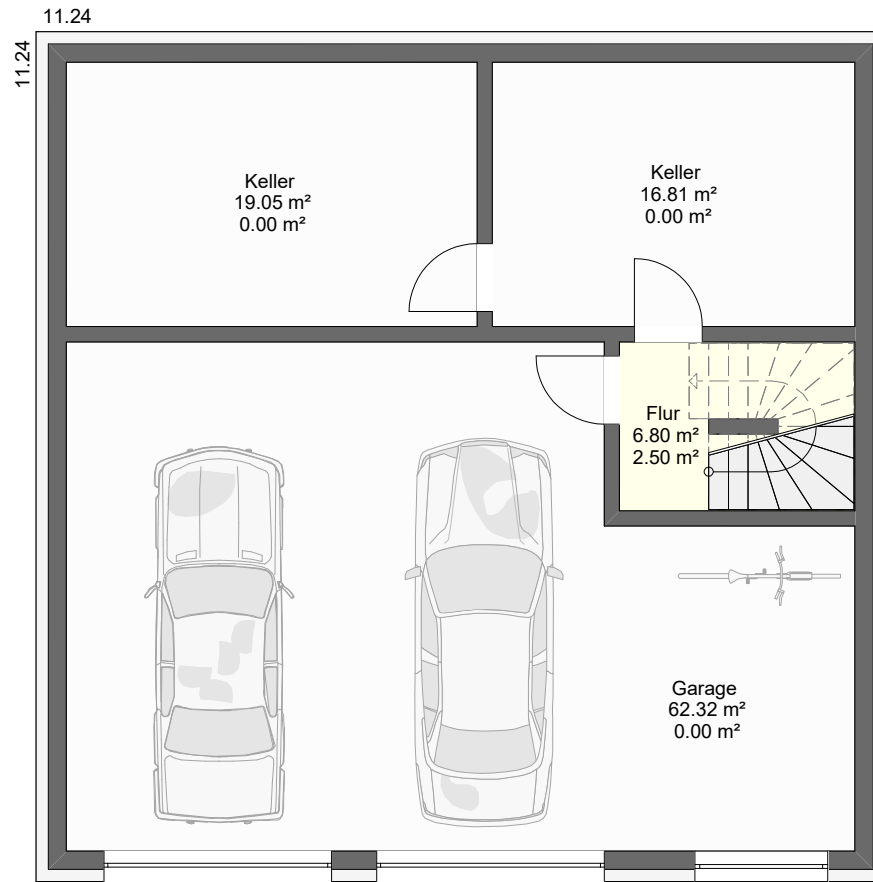 11.24
11.24
Keller
19.05 m²
0.00 m²
Keller
16.81 m²
0.00 m²
Flur
6.80 m²
2.50 m²
Garage
62.32 m²
0.00 m²